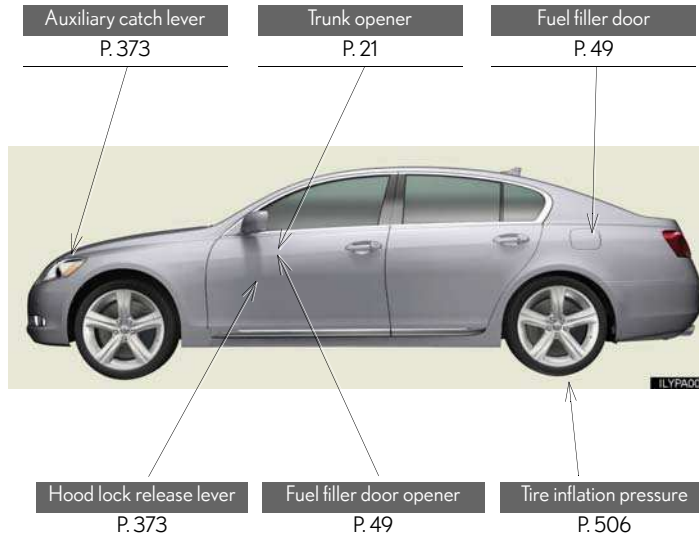 Auxiliary catch lever
P. 373
Trunk opener
P. 21
Fuel filler door
P. 49
ILYPA00
Hood lock release lever
P. 373
Fuel filler door opener
P. 49
Tire inflation pressure
P. 506